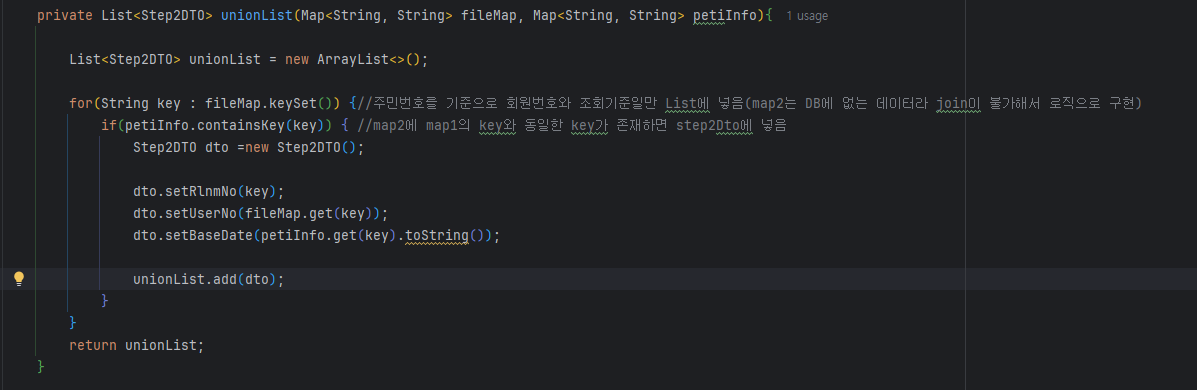 private List<Step2DTO> unionList(Map<String, String> fileMap, Map<String, String> petiInfo){ 1 usage
List<Step2DTO> unionList = new ArrayList<>();
for(String key : fileMap.keySet()) {//주민번호를 기준으로 회원번호와 조회기준일만 List에 넣음(map2는 DB에 없는 데이터라 join이 불가해서 로직으로 구현)
if(petiInfo.containsKey(key)) { //map2에 map1의 key와 동일한 key가 존재하면 step2Dto에 넣음
Step2DTO dto =new Step2DTO();
dto.setRlnmNo(key);
dto.setUserNo(fileMap.get(key));
dto.setBaseDate(petiInfo.get(key).toString());
unionList.add(dto);
}
}
return unionList;
}